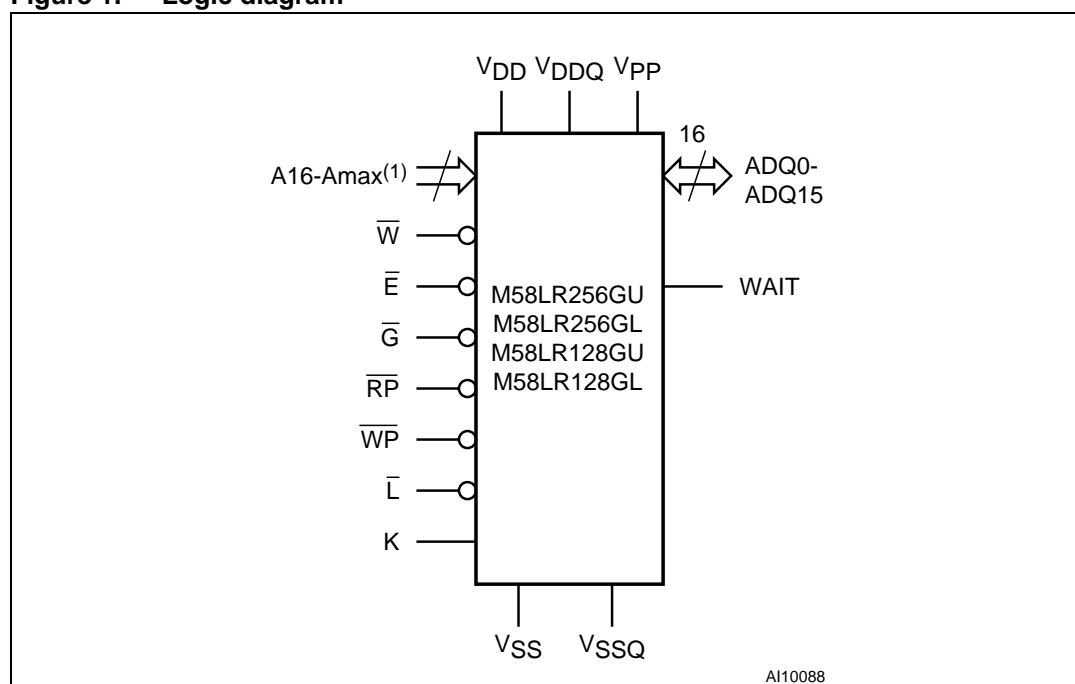 Figure 1. Logic diagram
VDD VDDQ VPP
16
A16-Amax(1)
ADQ0-
ADQ15
W
E
WAIT
G
RP
WP
L
K
M58LR256GU
M58LR256GL
M58LR128GU
M58LR128GL
VSS VSSQ
AI10088